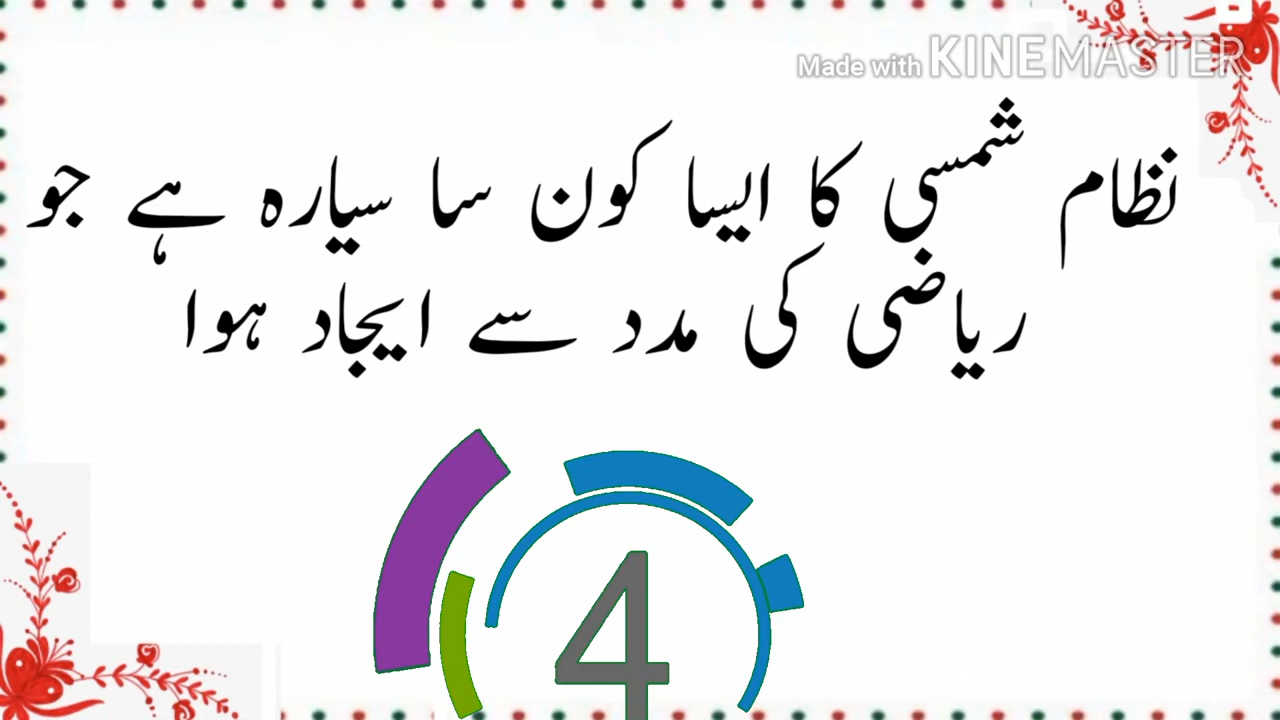 Made with KINEMASTER
نظام شمسی کا ایسا کون سا سیارہ ہے جو
ریاضی کی مدد سے ایجاد ہوا
4